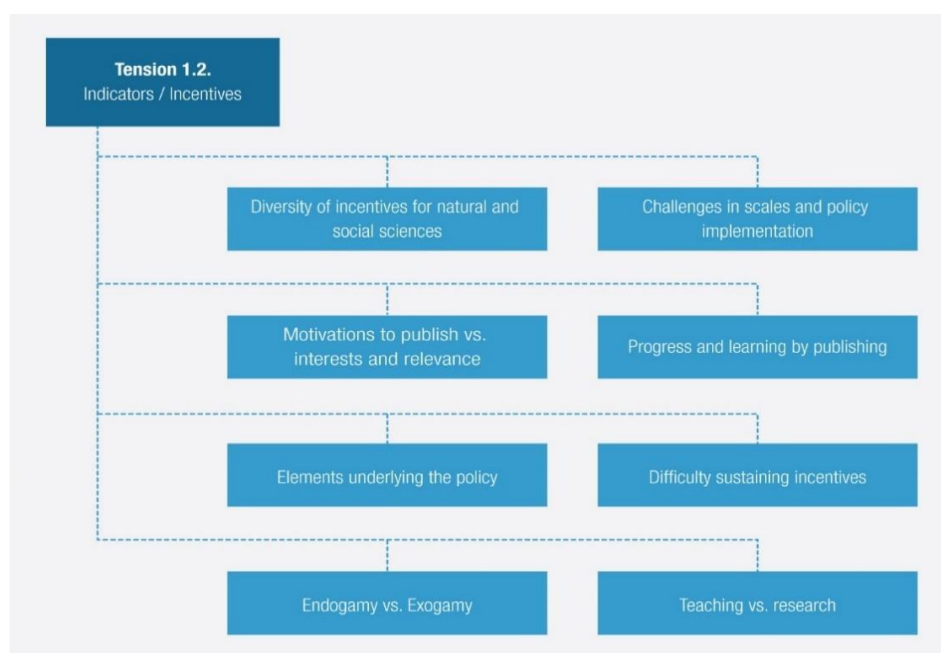 Tension 1.2.
Indicators / Incentives
Diversity of incentives for natural and
social sciences
Challenges in scales and policy
implementation
Motivations to publish vs.
interests and relevance
Progress and learning by publishing
Elements underlying the policy
Difficulty sustaining incentives
Endogamy vs. Exogamy
Teaching vs. research